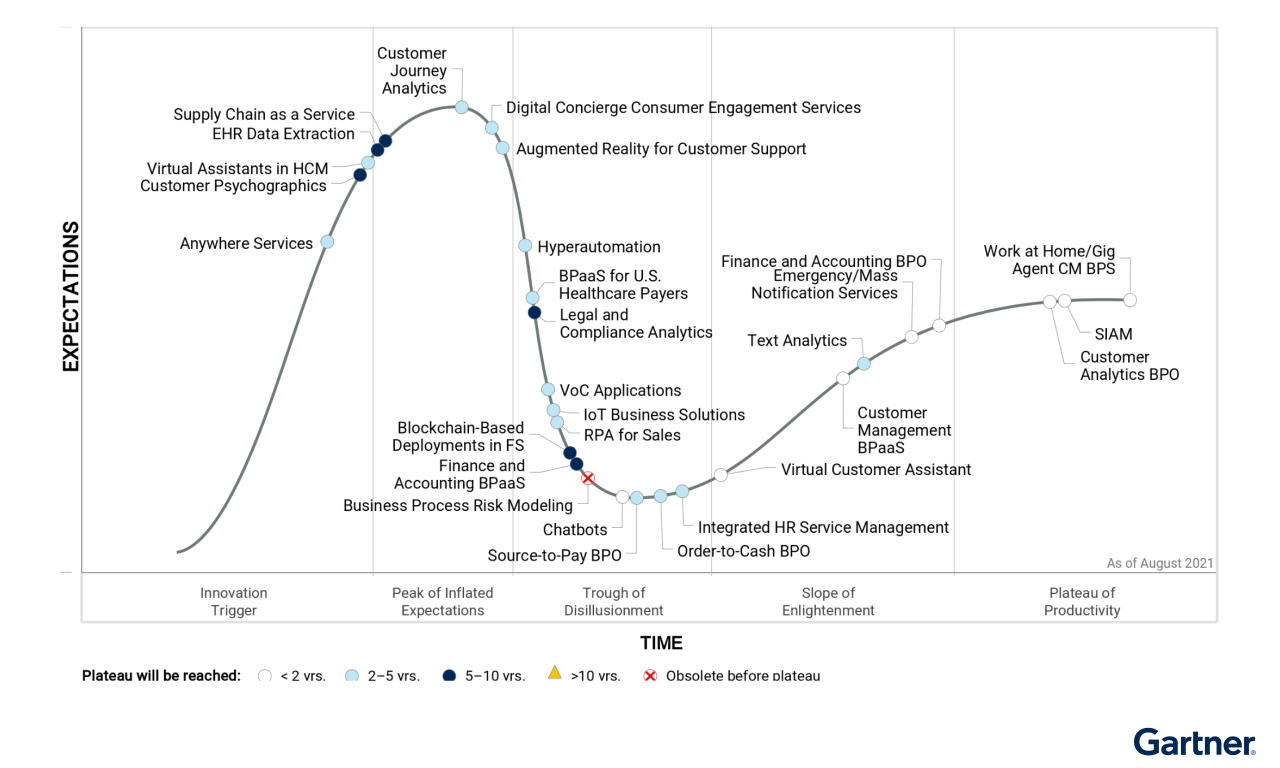 Customer
Journey
Analytics
Supply Chain as a Service
EHR Data Extraction
Virtual Assistants in HCM
Customer Psychographics
Anywhere Services
Digital Concierge Consumer Engagement Services
Augmented Reality for Customer Support
Hyperautomation
BPaaS for U.S.
Healthcare Payers
Legal and
Compliance Analytics
VoC Applications
IoT Business Solutions
RPA for Sales
Blockchain-Based
Deployments in FS
Finance and
Accounting BPaaS
Business Process Risk Modeling
Chatbots
Source-to-Pay BPO
Order-to-Cash BPO
Integrated HR Service Management
Virtual Customer Assistant
Customer
Management
BPaaS
Text Analytics
Emergency/Mass
Notification Services
Finance and Accounting BPO
Work at Home/Gig
Agent CM BPS
SIAM
Customer
Analytics BPO
EXPECTATIONS
As of August 2021
Innovation
Trigger
Peak of Inflated
Expectations
Trough of
Disillusionment
Slope of
Enlightenment
Plateau of
Productivity
TIME
Plateau will be reached: < 2 yrs. 2–5 yrs. 5–10 yrs. >10 yrs. Obsolete before plateau
Gartner®